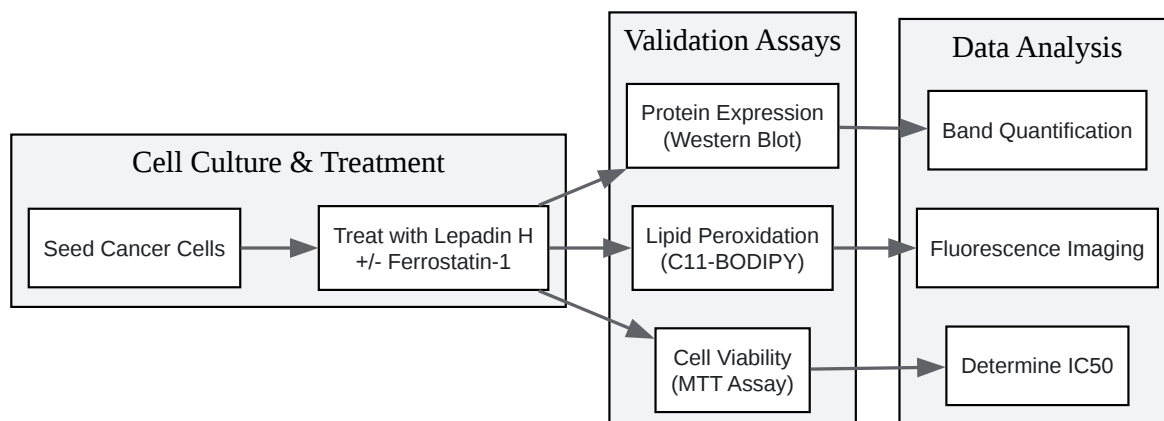 Cell Culture & Treatment
Seed Cancer Cells
Treat with Lepadin H
+/- Ferrostatin-1
Validation Assays
Protein Expression
(Western Blot)
Lipid Peroxidation
(C11-BODIPY)
Cell Viability
(MTT Assay)
Data Analysis
Band Quantification
Fluorescence Imaging
Determine IC50